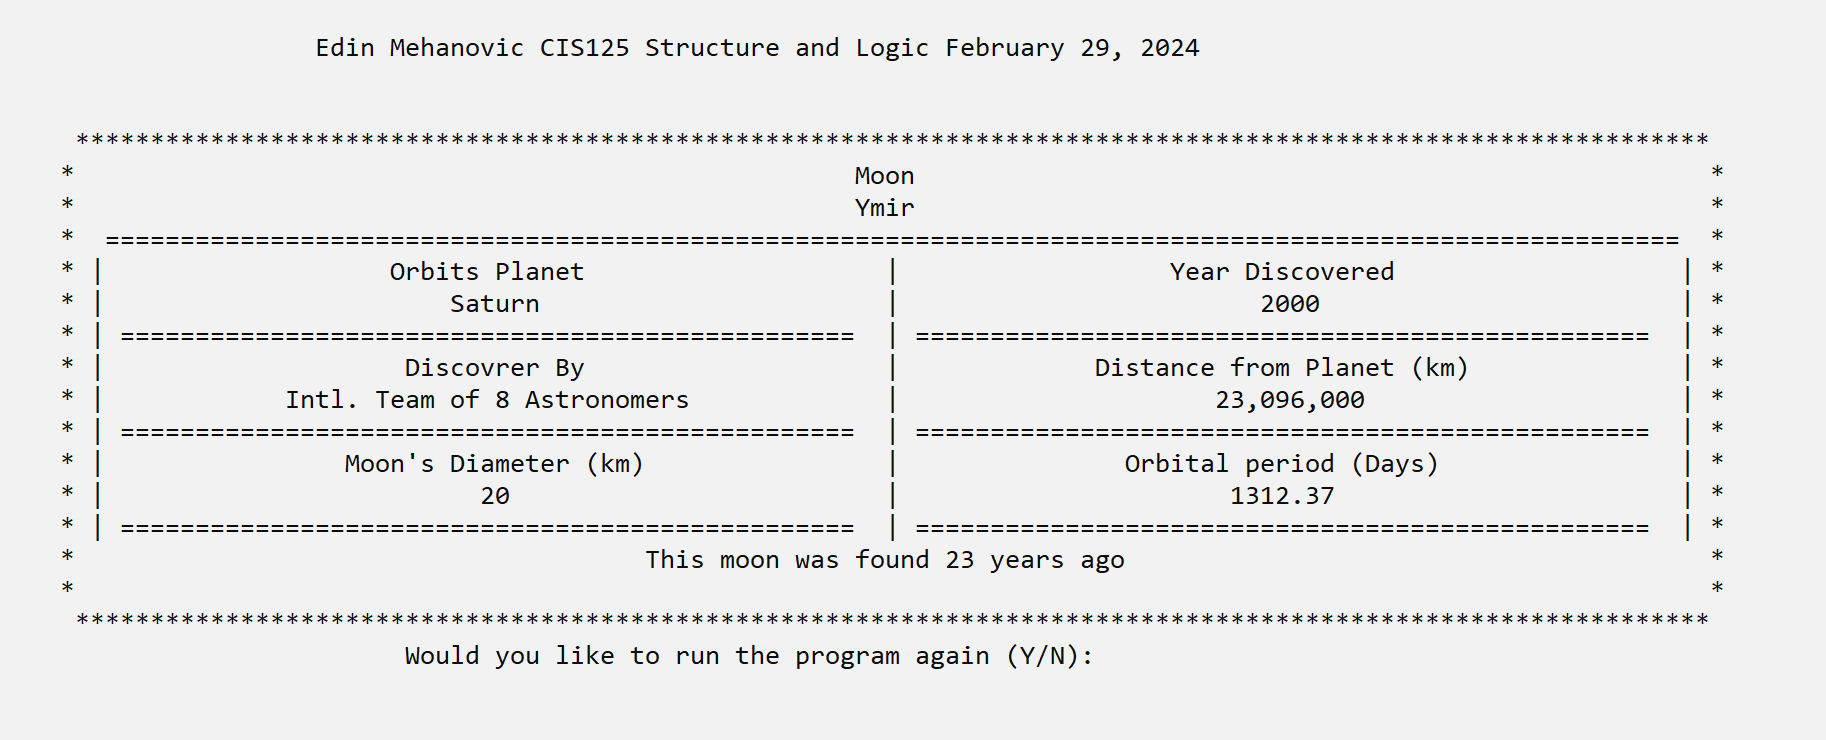 Edin Mehanovic CIS125 Structure and Logic February 29, 2024
*************************************************************************************************************
* Moon *
* Ymir *
* ========================================================================================================= *
* | Orbits Planet | Year Discovered | *
* | Saturn | 2000 | *
* | ================================================= | ================================================= | *
* | Discovrer By | Distance from Planet (km) | *
* | Intl. Team of 8 Astronomers | 23,096,000 | *
* | ================================================= | ================================================= | *
* | Moon's Diameter (km) | Orbital period (Days) | *
* | 20 | 1312.37 | *
* | ================================================= | ================================================= | *
* This moon was found 23 years ago *
* *
*************************************************************************************************************
Would you like to run the program again (Y/N):